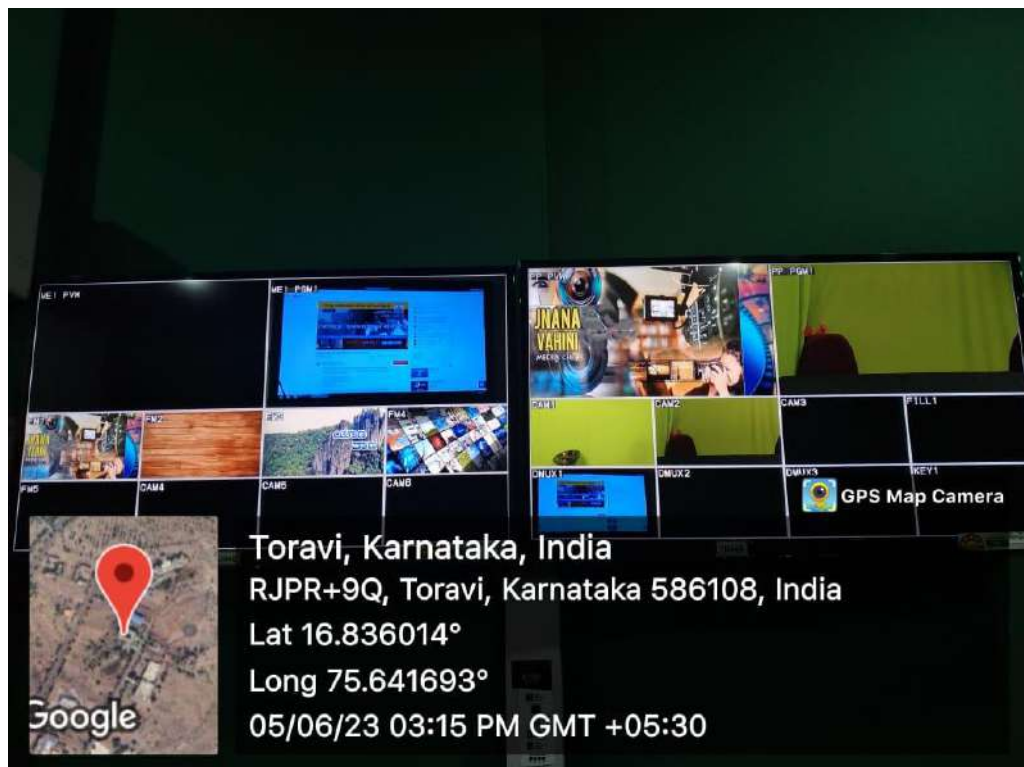 ME1 PVM
ME1 PGM1
FM2
FM4
FM5
CAM4
CAM5
CAM6
PP PGM1
JNANA
VAHINI
CAM1
CAM2
CAM3
FILL1
DMUX1
DMUX2
DMUX3
KEY1
GPS Map Camera
Toravi, Karnataka, India
RJPR+9Q, Toravi, Karnataka 586108, India
Lat 16.836014°
Long 75.641693°
05/06/23 03:15 PM GMT +05:30
Google